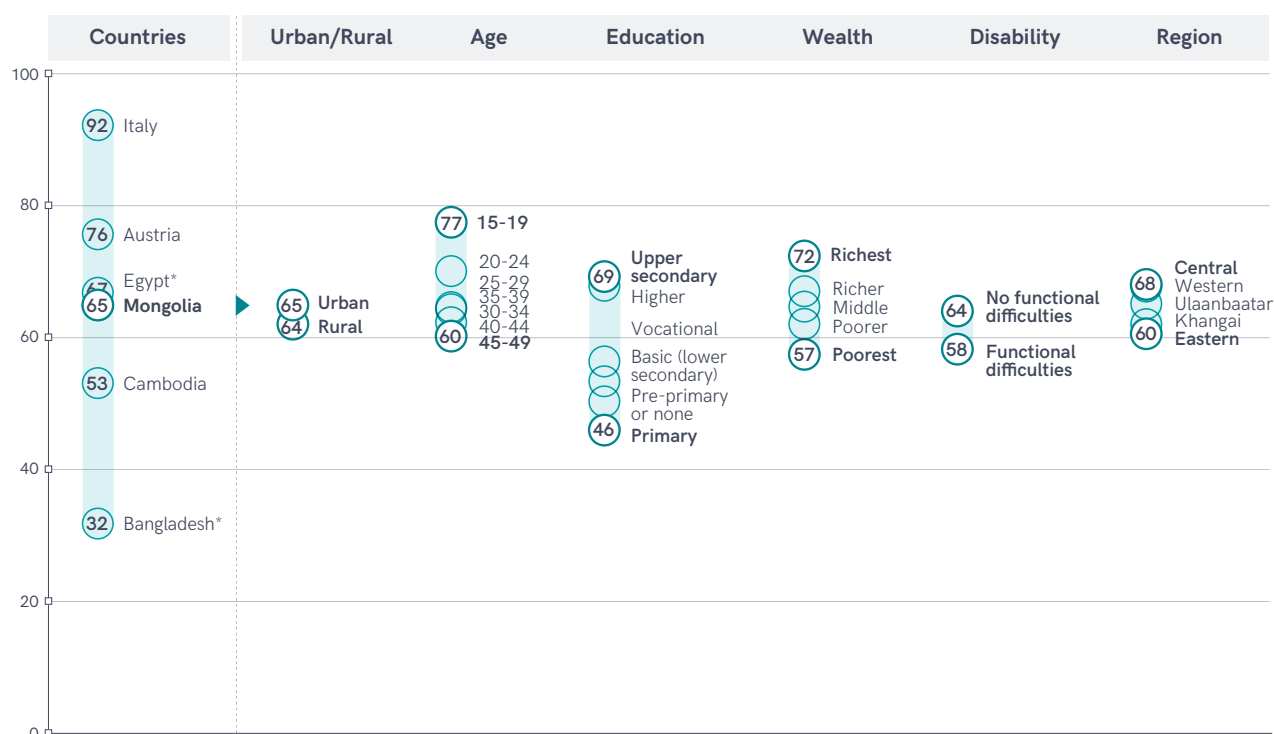 Countries
Urban/Rural
Age
Education
Wealth
Disability
Region
100
80
60
40
20
0
92 Italy
76 Austria
67 Egypt*
65 Mongolia
53 Cambodia
32 Bangladesh*
65 Urban
64 Rural
77 15-19
20-24
25-29
35-39
30-34
40-44
60 45-49
69 Upper
secondary
Higher
Vocational
Basic (lower
secondary)
Pre-primary
or none
46 Primary
72 Richest
Richer
Middle
Poorer
57 Poorest
64 No functional
difficulties
58 Functional
difficulties
68 Central
Western
Ulaanbaatar
Khangai
60 Eastern